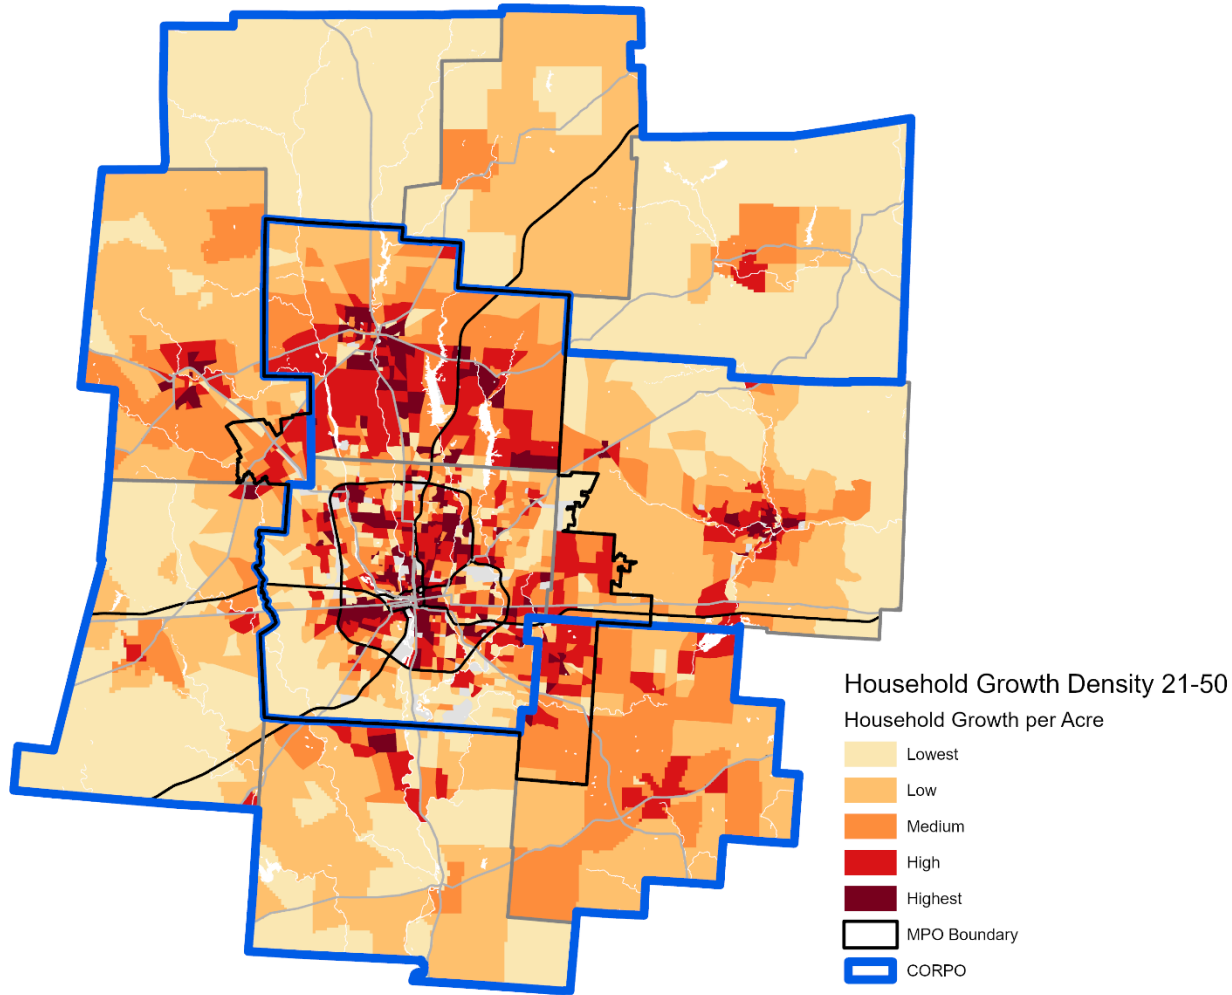 Household Growth Density 21-50
Household Growth per Acre
Lowest
Low
Medium
High
Highest
MPO Boundary
CORPO